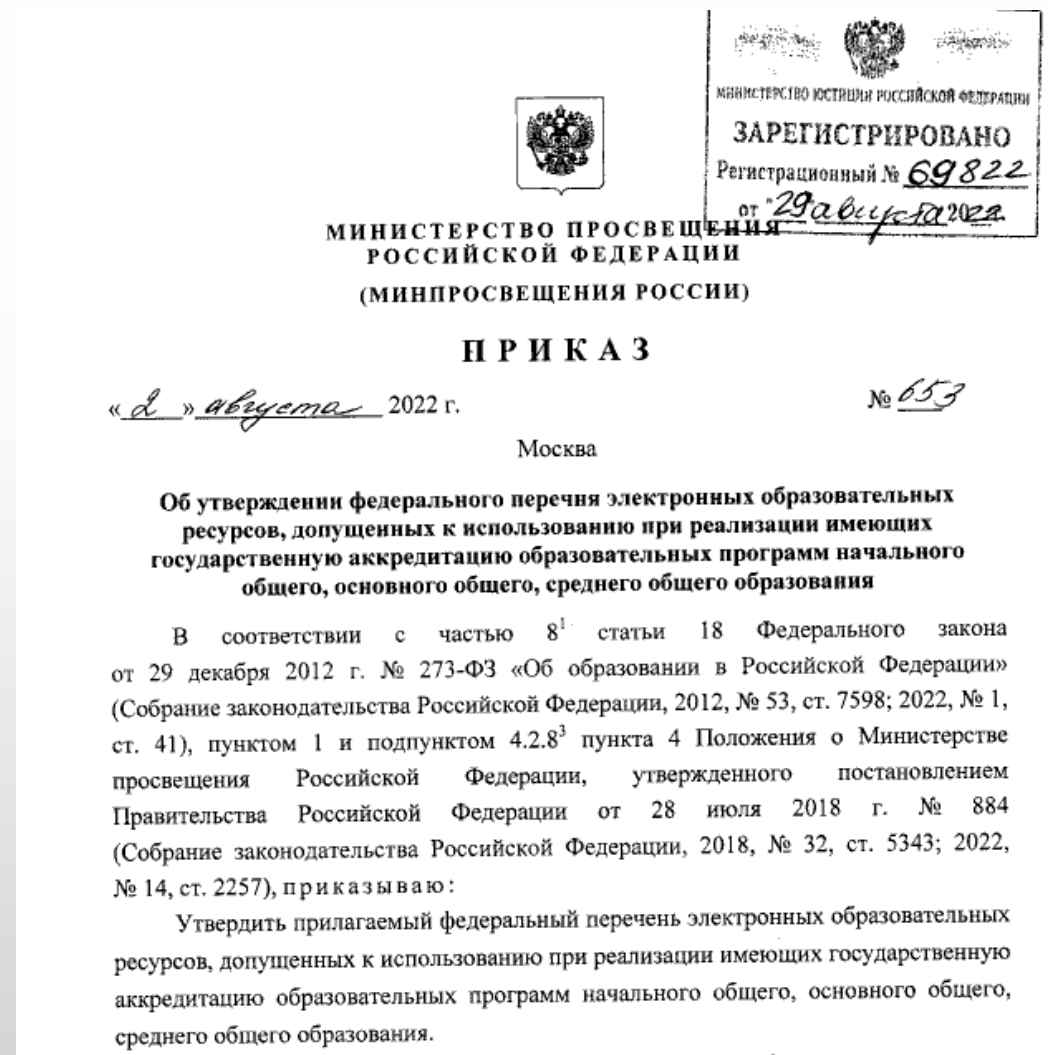 МИНИСТЕРСТВО ЮСТИЦИИ РОССИЙСКОЙ ФЕДЕРАЦИИ
ЗАРЕГИСТРИРОВАНО
Регистрационный № 69822
от "29 августа 2022.
МИНИСТЕРСТВО ПРОСВЕЩЕНИЯ
РОССИЙСКОЙ ФЕДЕРАЦИИ
(МИНПРОСВЕЩЕНИЯ РОССИИ)
ПРИКАЗ
« 2 » августа 2022 г.
№ 653
Москва
Об утверждении федерального перечня электронных образовательных
ресурсов, допущенных к использованию при реализации имеющих
государственную аккредитацию образовательных программ начального
общего, основного общего, среднего общего образования
В соответствии с частью 8¹ статьи 18 Федерального закона
от 29 декабря 2012 г. № 273-ФЗ «Об образовании в Российской Федерации»
(Собрание законодательства Российской Федерации, 2012, № 53, ст. 7598; 2022, № 1,
ст. 41), пунктом 1 и подпунктом 4.2.8³ пункта 4 Положения о Министерстве
просвещения Российской Федерации, утвержденного постановлением
Правительства Российской Федерации от 28 июля 2018 г. № 884
(Собрание законодательства Российской Федерации, 2018, № 32, ст. 5343; 2022,
№ 14, ст. 2257), приказываю:
Утвердить прилагаемый федеральный перечень электронных образовательных
ресурсов, допущенных к использованию при реализации имеющих государственную
аккредитацию образовательных программ начального общего, основного общего,
среднего общего образования.